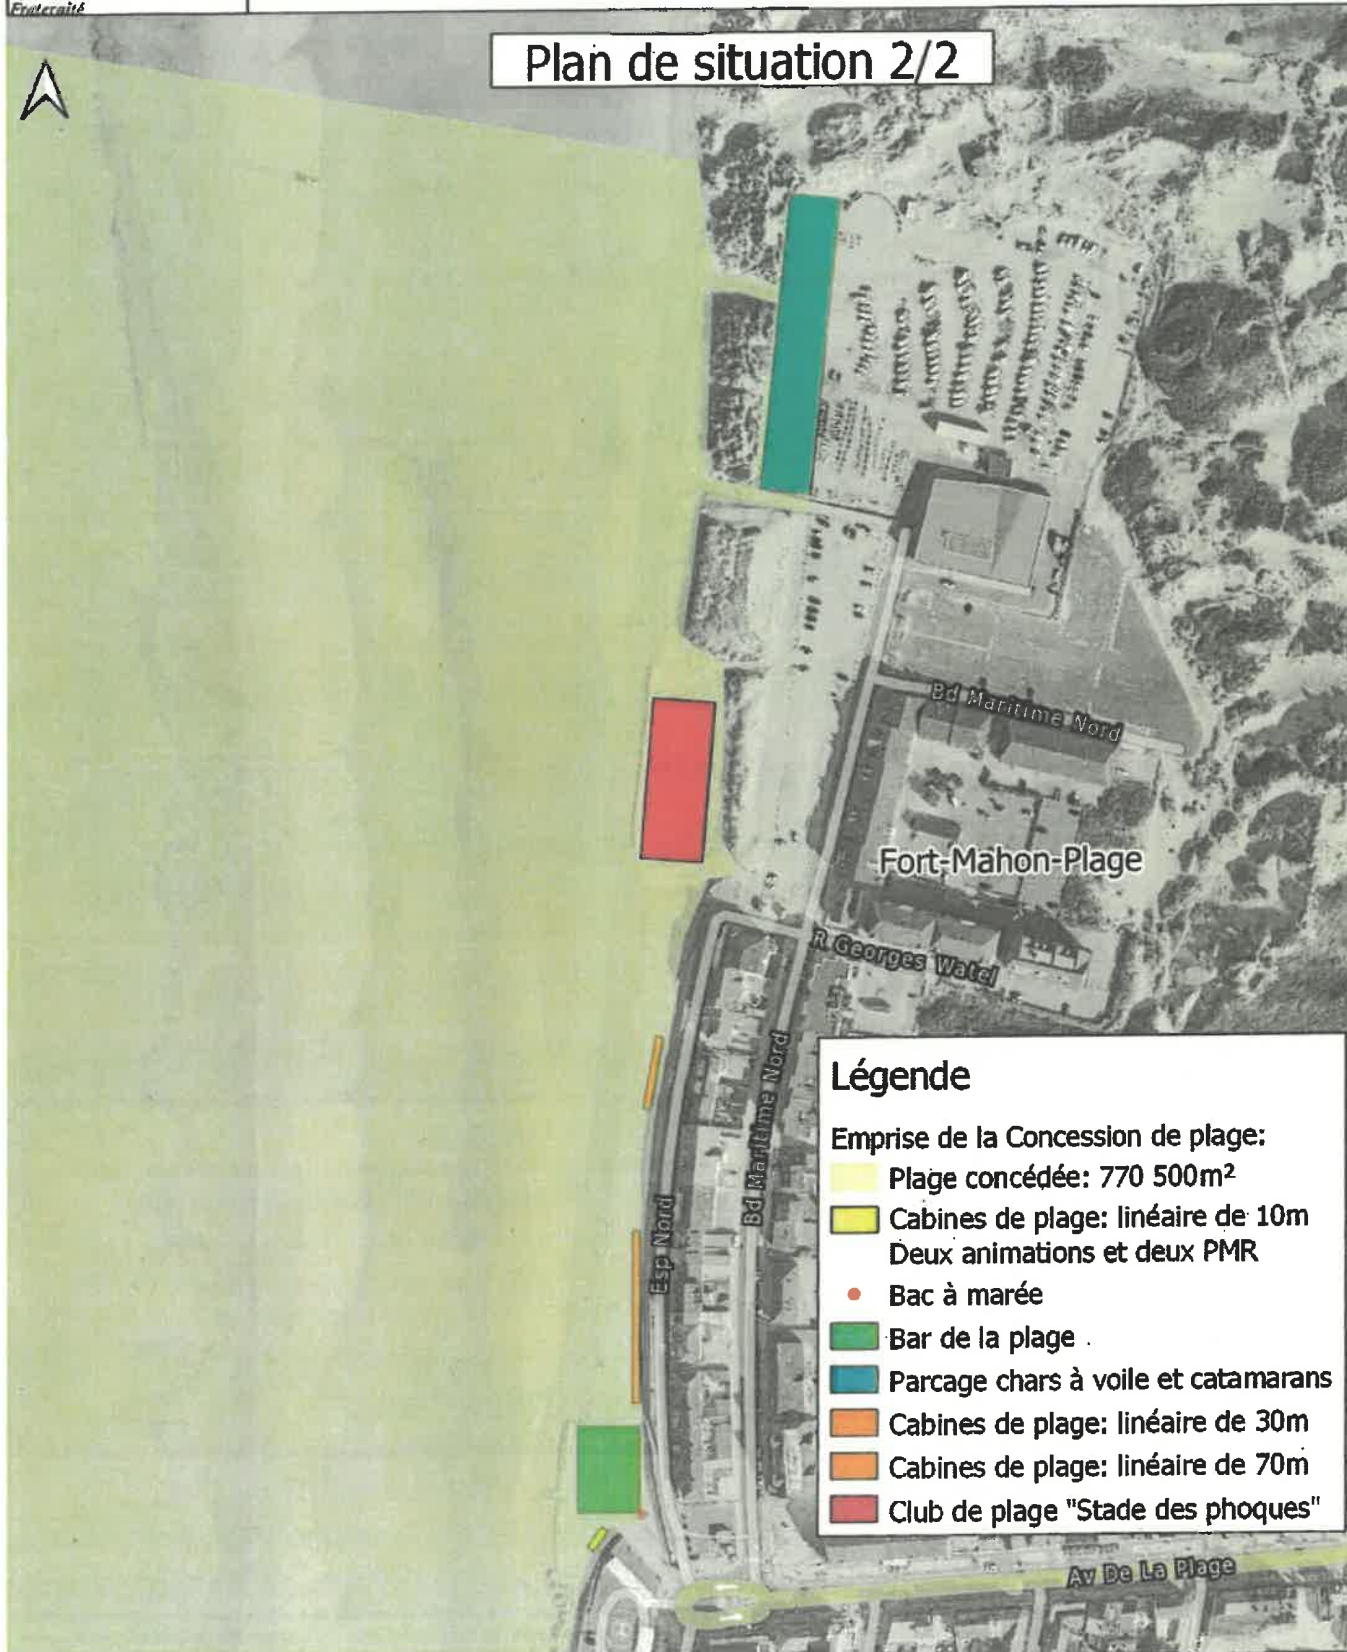 Fraternité
Plan de situation 2/2
Bd Maritime Nord
Fort-Mahon-Plage
R Georges Watel
Bd Maritime Nord
Esp Nord
Légende
Emprise de la Concession de plage:
Plage concédée: 770 500m²
Cabines de plage: linéaire de 10m
Deux animations et deux PMR
Bac à marée
Bar de la plage
Parcage chars à voile et catamarans
Cabines de plage: linéaire de 30m
Cabines de plage: linéaire de 70m
Club de plage "Stade des phoques"
Av De La Plage